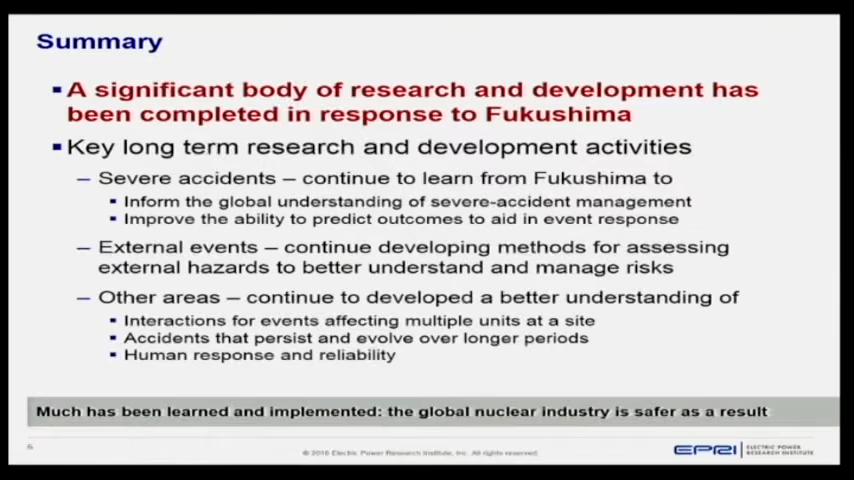 Summary
A significant body of research and development has
been completed in response to Fukushima
Key long term research and development activities
– Severe accidents – continue to learn from Fukushima to
Inform the global understanding of severe-accident management
Improve the ability to predict outcomes to aid in event response
– External events – continue developing methods for assessing
external hazards to better understand and manage risks
– Other areas – continue to developed a better understanding of
Interactions for events affecting multiple units at a site
Accidents that persist and evolve over longer periods
Human response and reliability
Much has been learned and implemented: the global nuclear industry is safer as a result
6
© 2016 Electric Power Research Institute, Inc. All rights reserved.
EPRI
ELECTRIC POWER
RESEARCH INSTITUTE